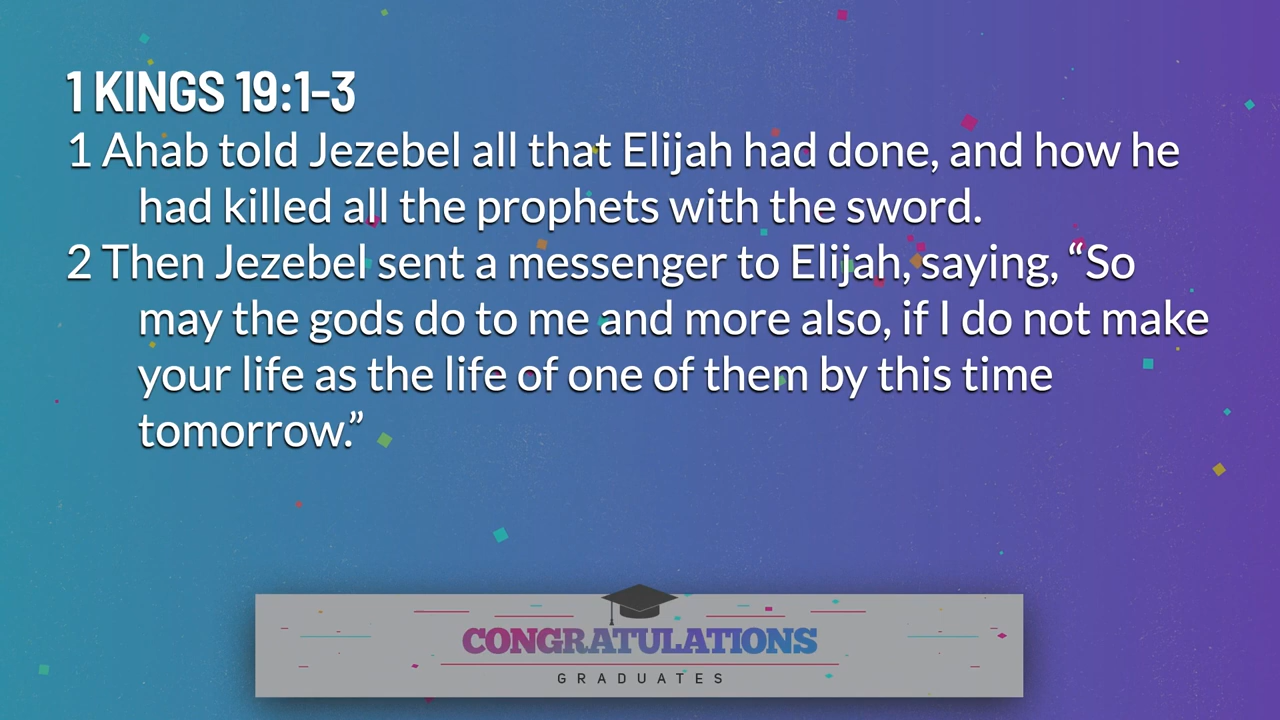 1 KINGS 19:1-3
1 Ahab told Jezebel all that Elijah had done, and how he
had killed all the prophets with the sword.
2 Then Jezebel sent a messenger to Elijah, saying, “So
may the gods do to me and more also, if I do not make
your life as the life of one of them by this time
tomorrow.”
CONGRATULATIONS
GRADUATES